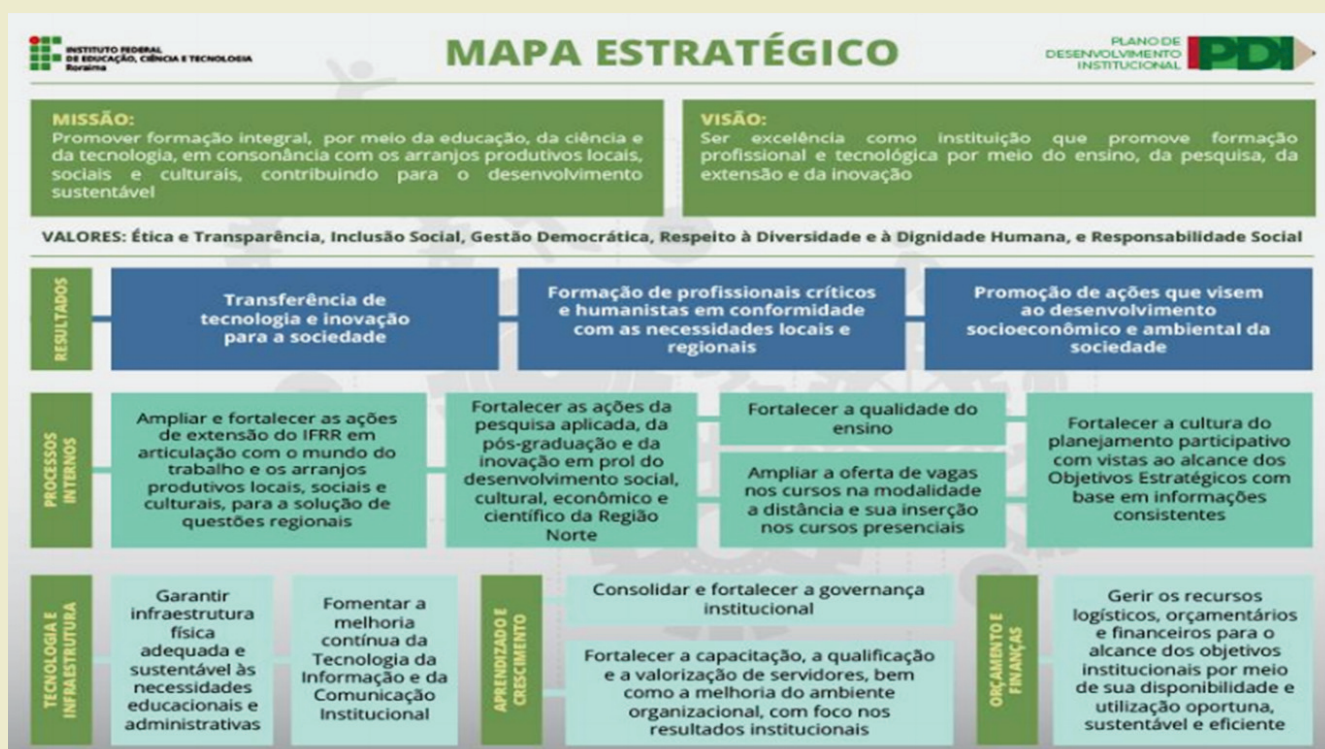 INSTITUTO FEDERAL
DE EDUCAÇÃO, CIÊNCIA E TECNOLOGIA
Roraima
MAPA ESTRATÉGICO
PLANO DE
DESENVOLVIMENTO
INSTITUCIONAL
PDI
MISSÃO:
Promover formação integral, por meio da educação, da ciência e
da tecnologia, em consonância com os arranjos produtivos locais,
sociais e culturais, contribuindo para o desenvolvimento
sustentável
VISÃO:
Ser excelência como instituição que promove formação
profissional e tecnológica por meio do ensino, da pesquisa, da
extensão e da inovação
VALORES: Ética e Transparência, Inclusão Social, Gestão Democrática, Respeito à Diversidade e à Dignidade Humana, e Responsabilidade Social
RESULTADOS
Transferência de
tecnologia e inovação
para a sociedade
Formação de profissionais críticos
e humanistas em conformidade
com as necessidades locais e
regionais
Promoção de ações que visem
ao desenvolvimento
socioeconômico e ambiental da
sociedade
PROCESSOS
INTERNOS
Ampliar e fortalecer as ações
de extensão do IFRR em
articulação com o mundo do
trabalho e os arranjos
produtivos locais, sociais e
culturais, para a solução de
questões regionais
Fortalecer as ações da
pesquisa aplicada, da
pós-graduação e da
inovação em prol do
desenvolvimento social,
cultural, econômico e
científico da Região
Norte
Fortalecer a qualidade do
ensino
Ampliar a oferta de vagas
nos cursos na modalidade
a distância e sua inserção
nos cursos presenciais
Fortalecer a cultura do
planejamento participativo
com vistas ao alcance dos
Objetivos Estratégicos com
base em informações
consistentes
TECNOLOGIA E
INFRAESTRUTURA
Garantir
infraestrutura
física
adequada e
sustentável às
necessidades
educacionais e
administrativas
Fomentar a
melhoria
contínua da
Tecnologia da
Informação e da
Comunicação
Institucional
APRENDIZADO E
CRESCIMENTO
Consolidar e fortalecer a governança
institucional
Fortalecer a capacitação, a qualificação
e a valorização de servidores, bem
como a melhoria do ambiente
organizacional, com foco nos
resultados institucionais
ORÇAMENTO E
FINANÇAS
Gerir os recursos
logísticos, orçamentários
e financeiros para o
alcance dos objetivos
institucionais por meio
de sua disponibilidade e
utilização oportuna,
sustentável e eficiente